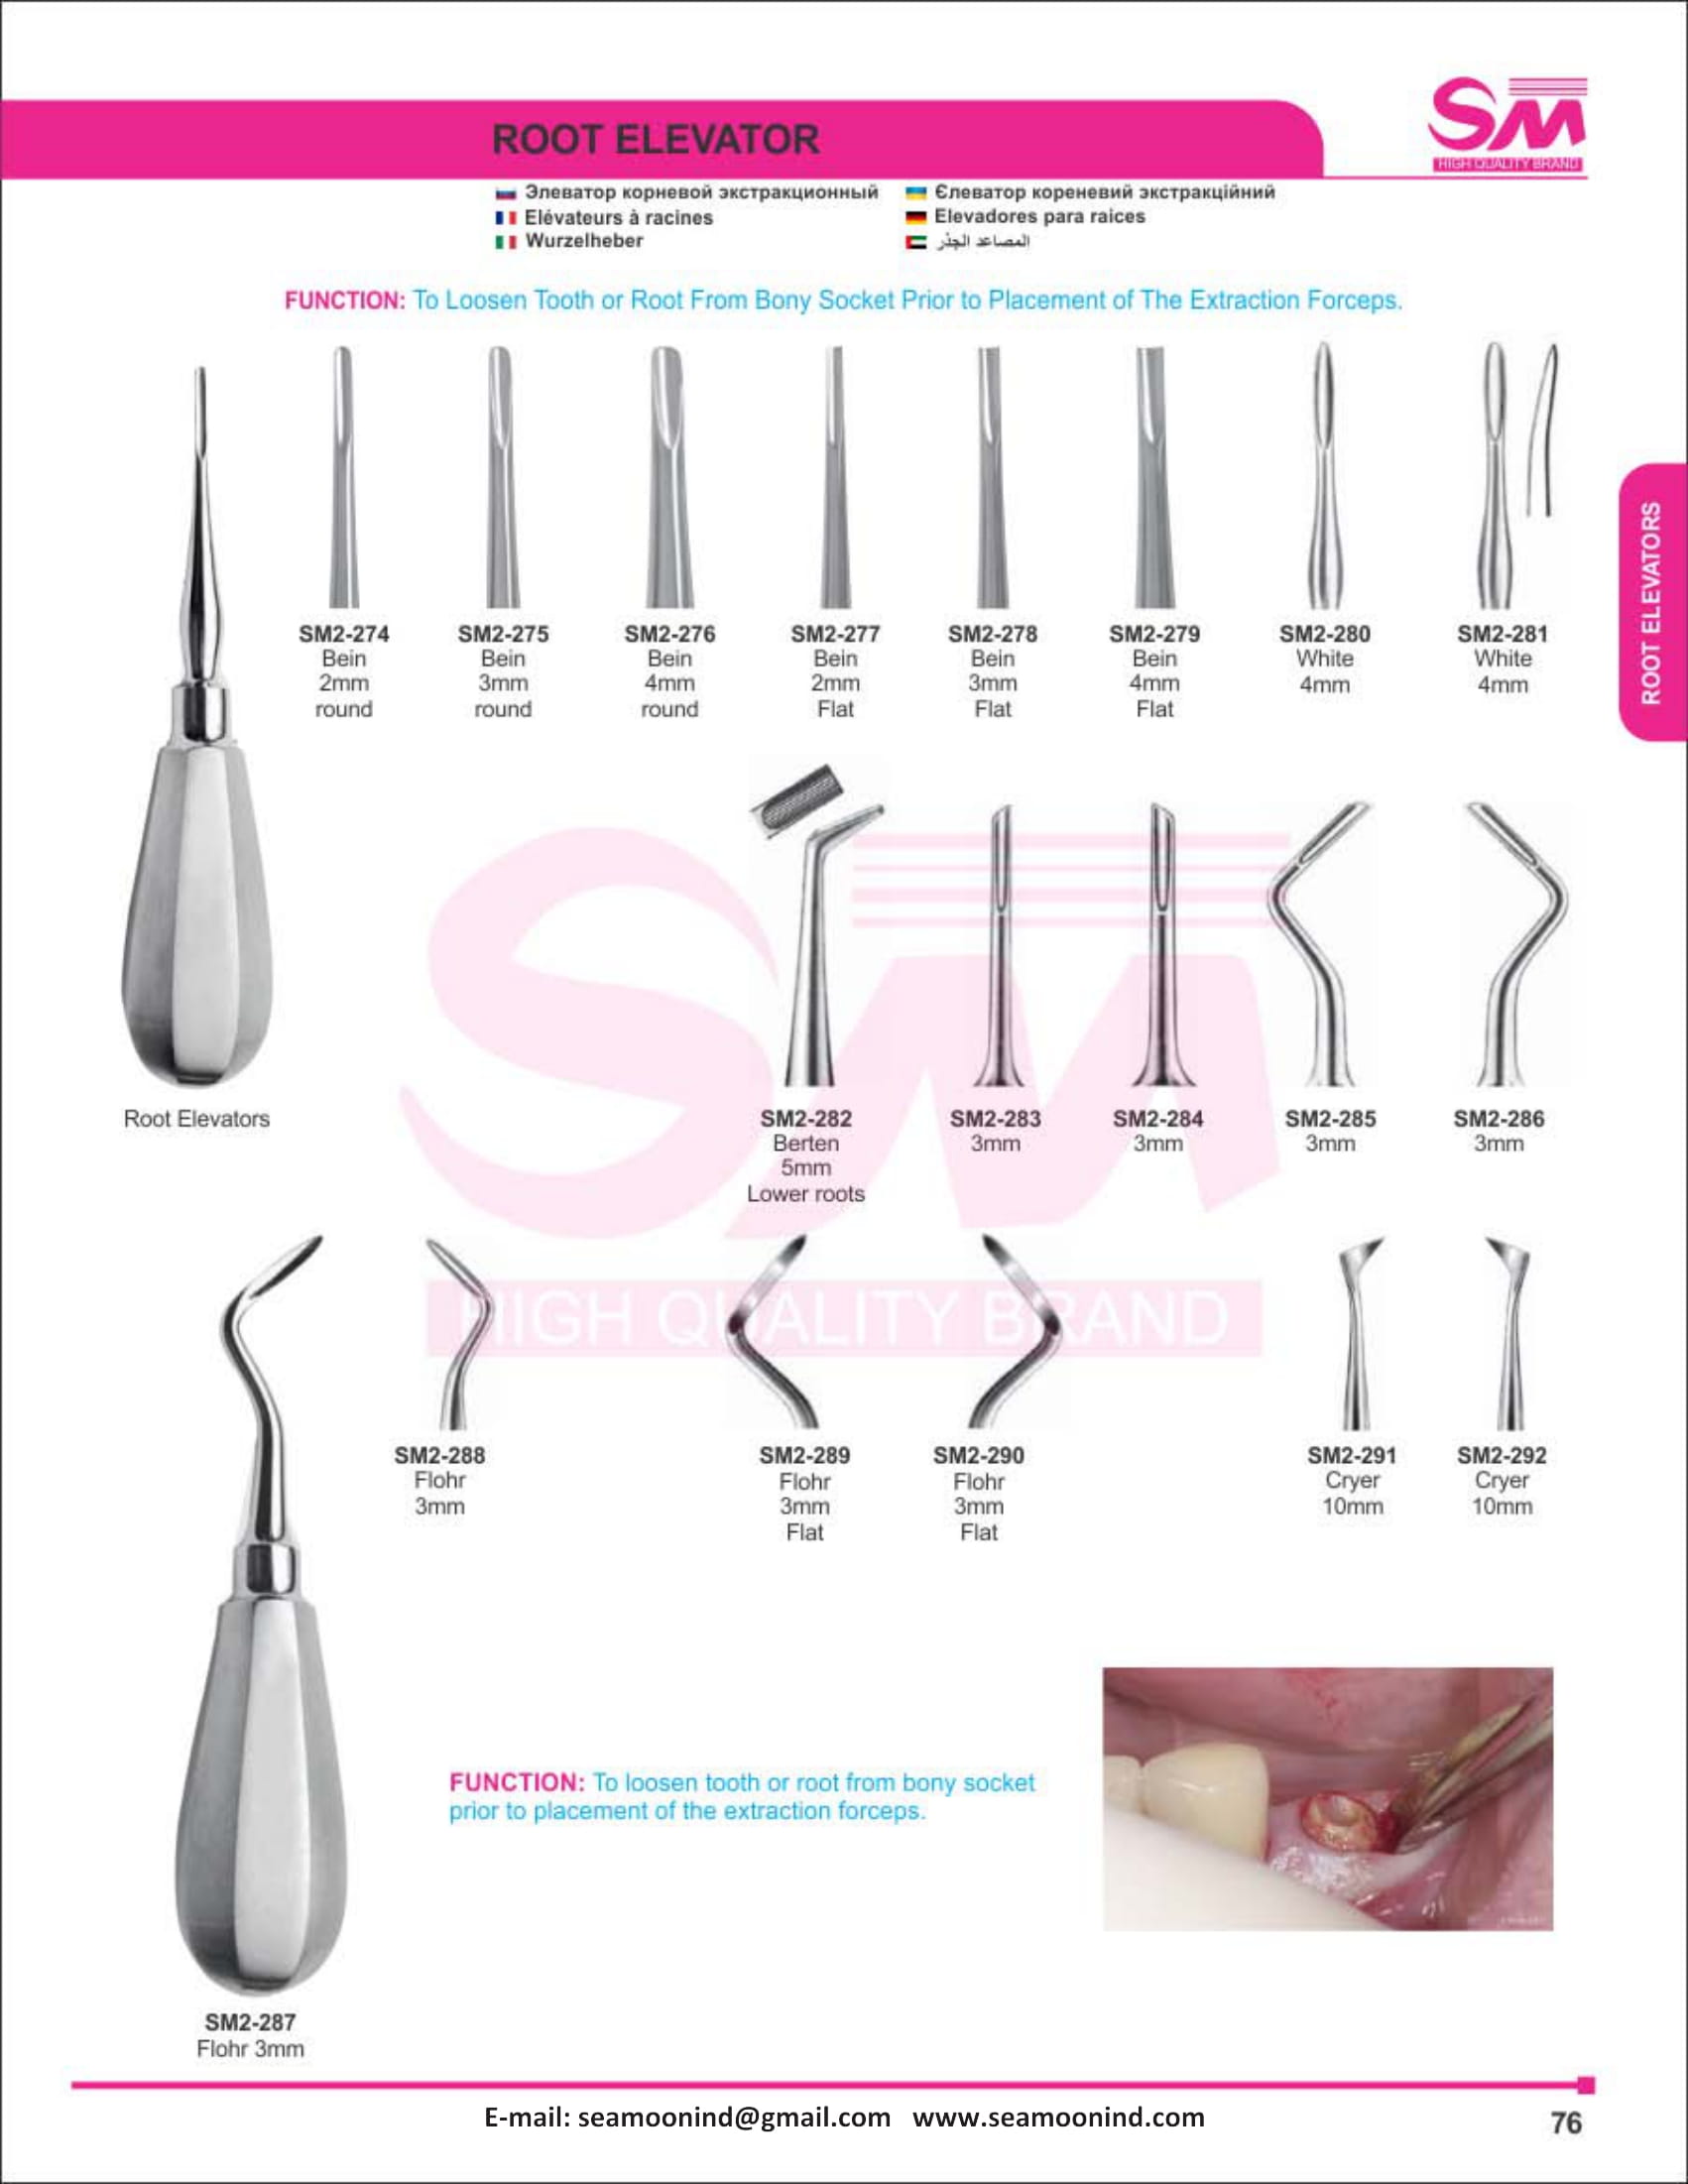 SM
HIGH QUALITY BRAND
ROOT ELEVATOR
Элеватор корневой экстракционный
Єлеватор кореневий экстракційний
Elévateurs à racines
Elevadores para raices
Wurzelheber
المصاعد الجذر
FUNCTION: To Loosen Tooth or Root From Bony Socket Prior to Placement of The Extraction Forceps.
ROOT ELEVATORS
SM2-274 SM2-275 SM2-276 SM2-277 SM2-278 SM2-279 SM2-280 SM2-281
Bein Bein Bein Bein Bein Bein White White
2mm 3mm 4mm 2mm 3mm 4mm 4mm 4mm
round round round Flat Flat Flat
SM
HIGH QUALITY BRAND
Root Elevators
SM2-282 SM2-283 SM2-284 SM2-285 SM2-286
Berten 3mm 3mm 3mm 3mm
5mm
Lower roots
SM2-288 SM2-289 SM2-290 SM2-291 SM2-292
Flohr Flohr Flohr Cryer Cryer
3mm 3mm 3mm 10mm 10mm
Flat Flat
FUNCTION: To loosen tooth or root from bony socket
prior to placement of the extraction forceps.
SM2-287
Flohr 3mm
E-mail: seamoonind@gmail.com www.seamoonind.com
76